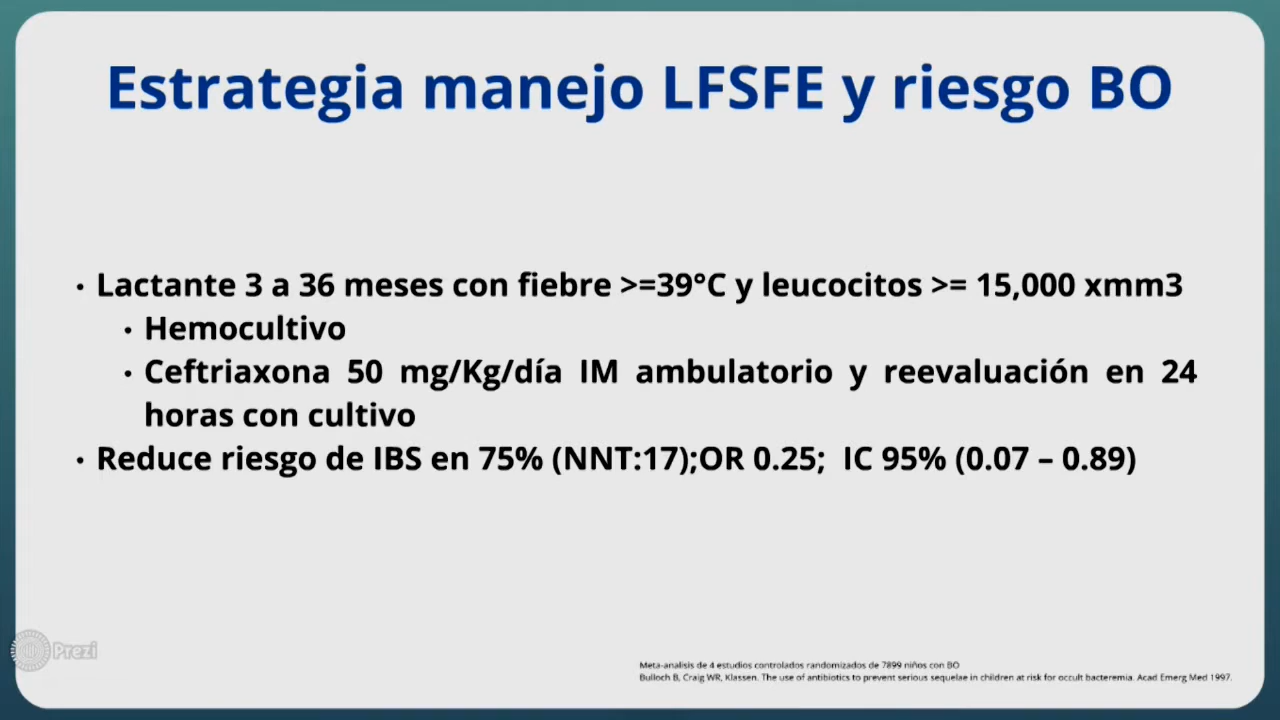 Estrategia manejo LFSFE y riesgo BO
• Lactante 3 a 36 meses con fiebre >=39°C y leucocitos >= 15,000 xmm3
• Hemocultivo
• Ceftriaxona 50 mg/Kg/día IM ambulatorio y reevaluación en 24
horas con cultivo
• Reduce riesgo de IBS en 75% (NNT:17);OR 0.25; IC 95% (0.07 – 0.89)
Prezi
Meta-analisis de 4 estudios controlados randomizados de 7899 niños con BO
Bulloch B, Craig WR, Klassen. The use of antibiotics to prevent serious sequelae in children at risk for occult bacteremia. Acad Emerg Med 1997.